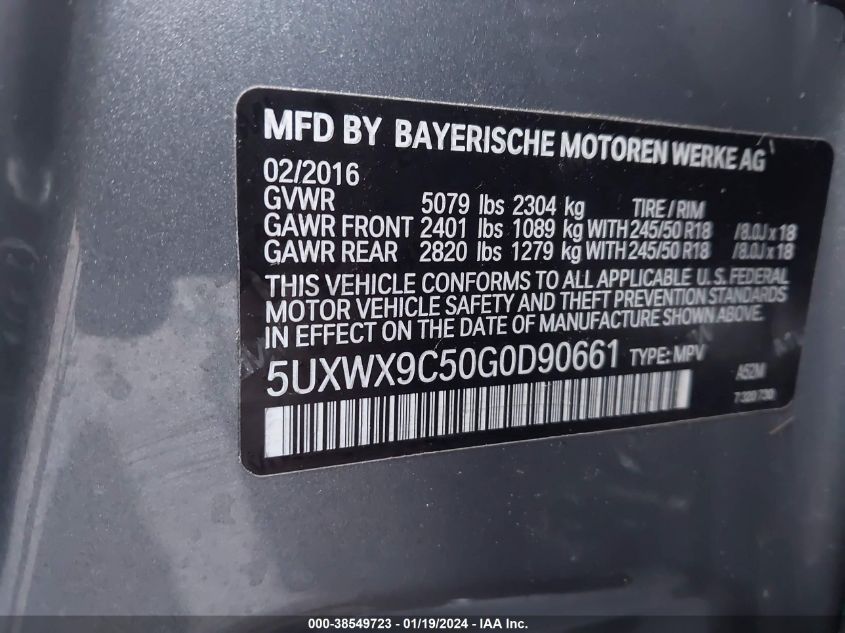 MFD BY BAYERISCHE MOTOREN WERKE AG
02/2016
GVWR 5079 lbs 2304 kg TIRE / RIM
GAWR FRONT 2401 lbs 1089 kg WITH 245/50 R18 /8.0J x 18
GAWR REAR 2820 lbs 1279 kg WITH 245/50 R18 /8.0J x 18
THIS VEHICLE CONFORMS TO ALL APPLICABLE U.S. FEDERAL
MOTOR VEHICLE SAFETY AND THEFT PREVENTION STANDARDS
IN EFFECT ON THE DATE OF MANUFACTURE SHOWN ABOVE.
5UXWX9C50G0D90661 TYPE: MPV A52M
000-38549723 - 01/19/2024 - IAA Inc.